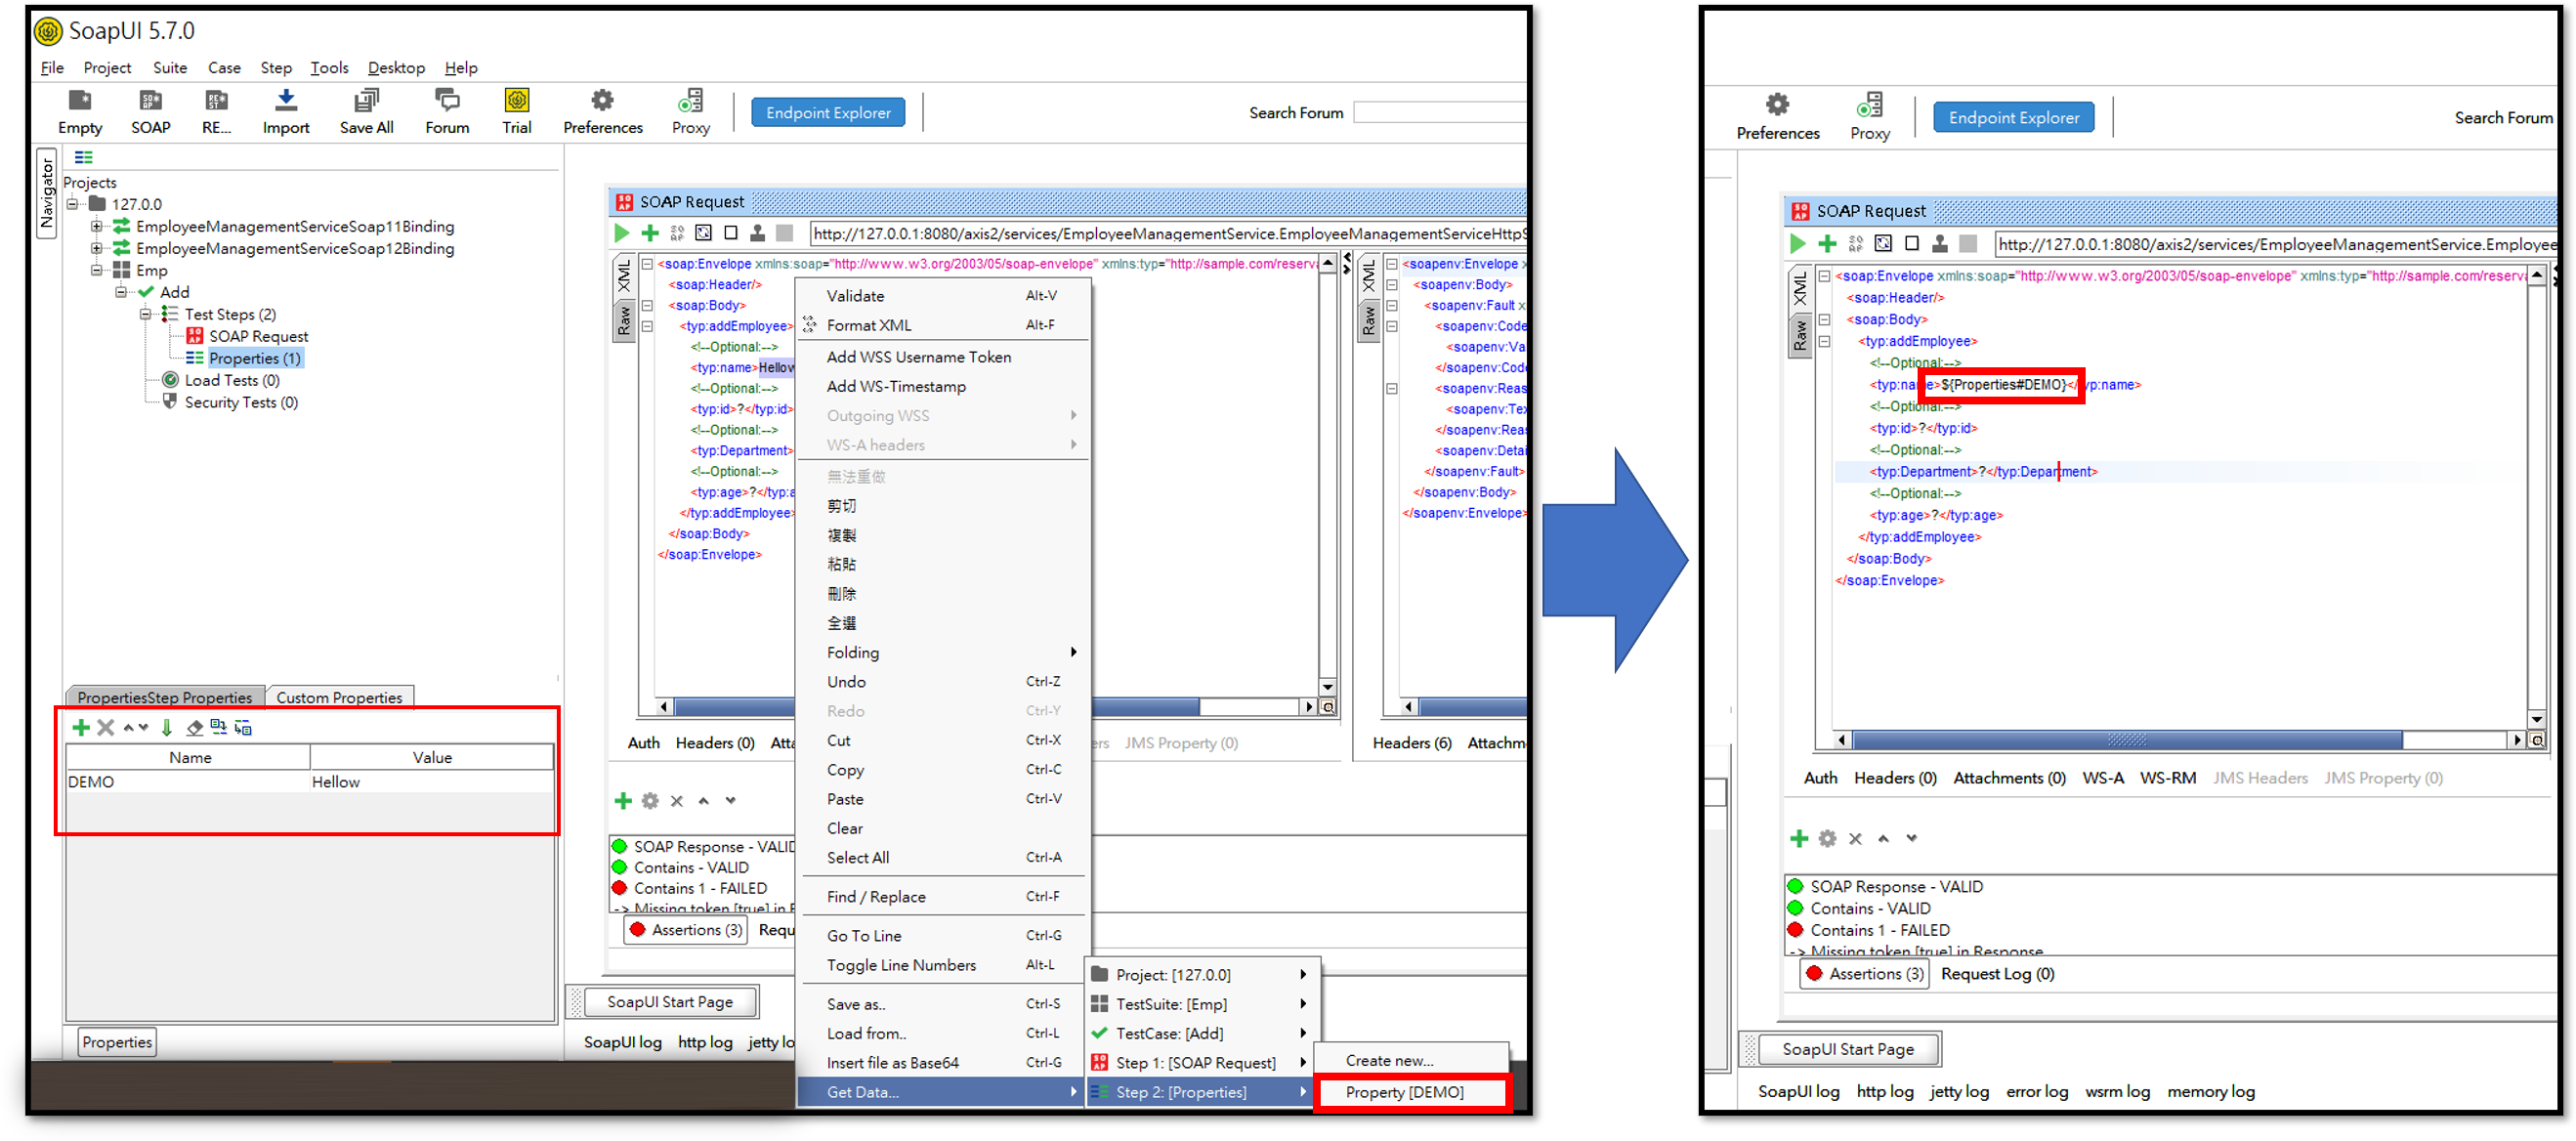 SoapUI 5.7.0
File Project Suite Case Step Tools Desktop Help
Empty SOAP RE... Import Save All Forum Trial Preferences Proxy Endpoint Explorer Search Forum
Navigator
Projects
127.0.0
EmployeeManagementServiceSoap11Binding
EmployeeManagementServiceSoap12Binding
Emp
Add
Test Steps (2)
SOAP Request
Properties (1)
Load Tests (0)
Security Tests (0)
PropertiesStep Properties Custom Properties
Name Value
DEMO Hellow
Properties
SOAP Request
http://127.0.0.1:8080/axis2/services/EmployeeManagementService.EmployeeManagementServiceHttpS
XML
Raw
<soap:Envelope xmlns:soap="http://www.w3.org/2003/05/soap-envelope" xmlns:typ="http://sample.com/reserva
<soap:Header/>
<soap:Body>
<typ:addEmployee>
<!--Optional:-->
<typ:name>Hellow
<!--Optional:-->
<typ:id>?</typ:id>
<!--Optional:-->
<typ:Department>
<!--Optional:-->
<typ:age>?</typ:a
</typ:addEmployee>
</soap:Body>
</soap:Envelope>
XML
Raw
<soapenv:Envelope x
<soapenv:Body>
<soapenv:Fault x
<soapenv:Code
<soapenv:Va
</soapenv:Cod
<soapenv:Reas
<soapenv:Tex
</soapenv:Reas
<soapenv:Detai
</soapenv:Fault>
</soapenv:Body>
</soapenv:Envelope>
Auth Headers (0) Atta ers JMS Property (0)
Headers (6) Attachm
SOAP Response - VALID
Contains - VALID
Contains 1 - FAILED
-> Missing token [true] in R
Assertions (3) Requ
SoapUI Start Page
SoapUI log http log jetty lo
Validate Alt-V
Format XML Alt-F
Add WSS Username Token
Add WS-Timestamp
Outgoing WSS
WS-A headers
無法重做
剪切
複製
粘貼
刪除
全選
Folding
Undo Ctrl-Z
Redo Ctrl-Y
Cut Ctrl-X
Copy Ctrl-C
Paste Ctrl-V
Clear
Select All Ctrl-A
Find / Replace Ctrl-F
Go To Line Ctrl-G
Toggle Line Numbers Alt-L
Save as.. Ctrl-S
Load from.. Ctrl-L
Insert file as Base64 Ctrl-G
Get Data...
Project: [127.0.0]
TestSuite: [Emp]
TestCase: [Add]
Step 1: [SOAP Request]
Step 2: [Properties]
Create new...
Property [DEMO]
Preferences Proxy Endpoint Explorer Search Forum
SOAP Request
http://127.0.0.1:8080/axis2/services/EmployeeManagementService.Employee
XML
Raw
<soap:Envelope xmlns:soap="http://www.w3.org/2003/05/soap-envelope" xmlns:typ="http://sample.com/reserv
<soap:Header/>
<soap:Body>
<typ:addEmployee>
<!--Optional:-->
<typ:name>${Properties#DEMO}</typ:name>
<!--Optional:-->
<typ:id>?</typ:id>
<!--Optional:-->
<typ:Department>?</typ:Department>
<!--Optional:-->
<typ:age>?</typ:age>
</typ:addEmployee>
</soap:Body>
</soap:Envelope>
Auth Headers (0) Attachments (0) WS-A WS-RM JMS Headers JMS Property (0)
SOAP Response - VALID
Contains - VALID
Contains 1 - FAILED
-> Missing token [true] in Response
Assertions (3) Request Log (0)
SoapUI Start Page
SoapUI log http log jetty log error log wsrm log memory log